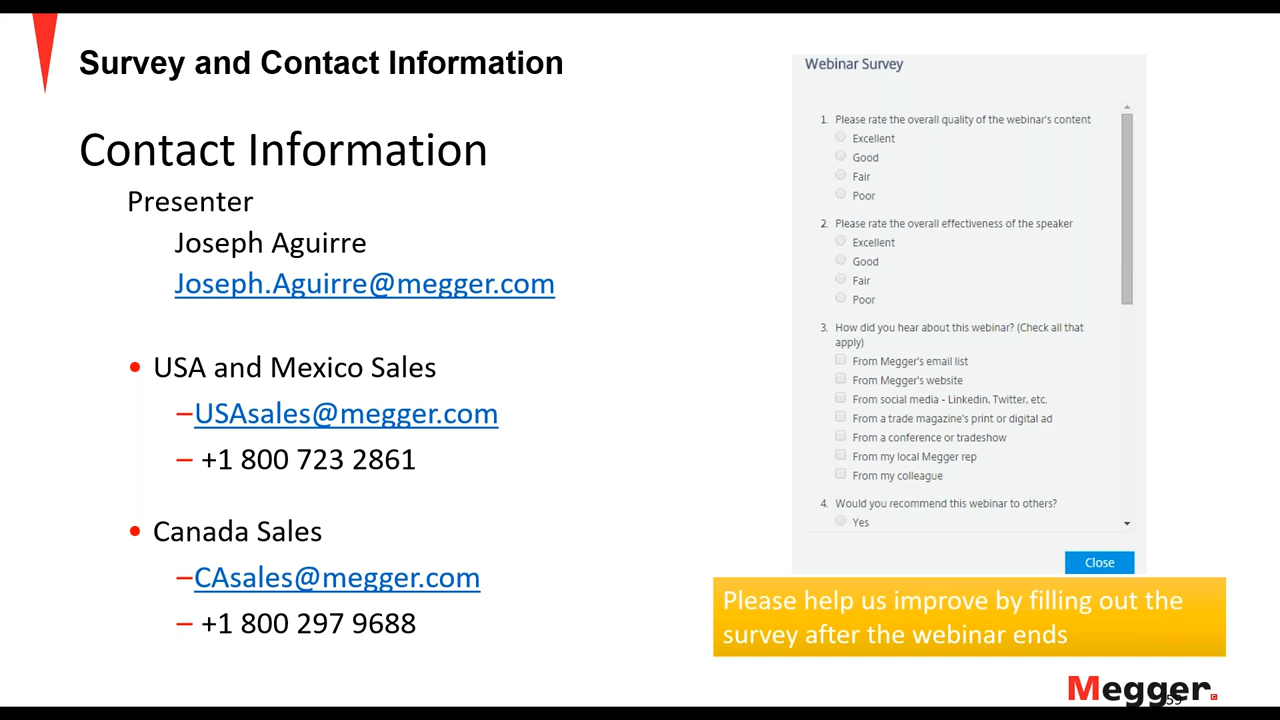 Survey and Contact Information
Contact Information
Presenter
Joseph Aguirre
Joseph.Aguirre@megger.com
• USA and Mexico Sales
–USAsales@megger.com
– +1 800 723 2861
• Canada Sales
–CAsales@megger.com
– +1 800 297 9688
Webinar Survey
1. Please rate the overall quality of the webinar's content
Excellent
Good
Fair
Poor
2. Please rate the overall effectiveness of the speaker
Excellent
Good
Fair
Poor
3. How did you hear about this webinar? (Check all that
apply)
From Megger's email list
From Megger's website
From social media - Linkedin, Twitter, etc.
From a trade magazine's print or digital ad
From a conference or tradeshow
From my local Megger rep
From my colleague
4. Would you recommend this webinar to others?
Yes
Close
Please help us improve by filling out the
survey after the webinar ends
Megger.
59